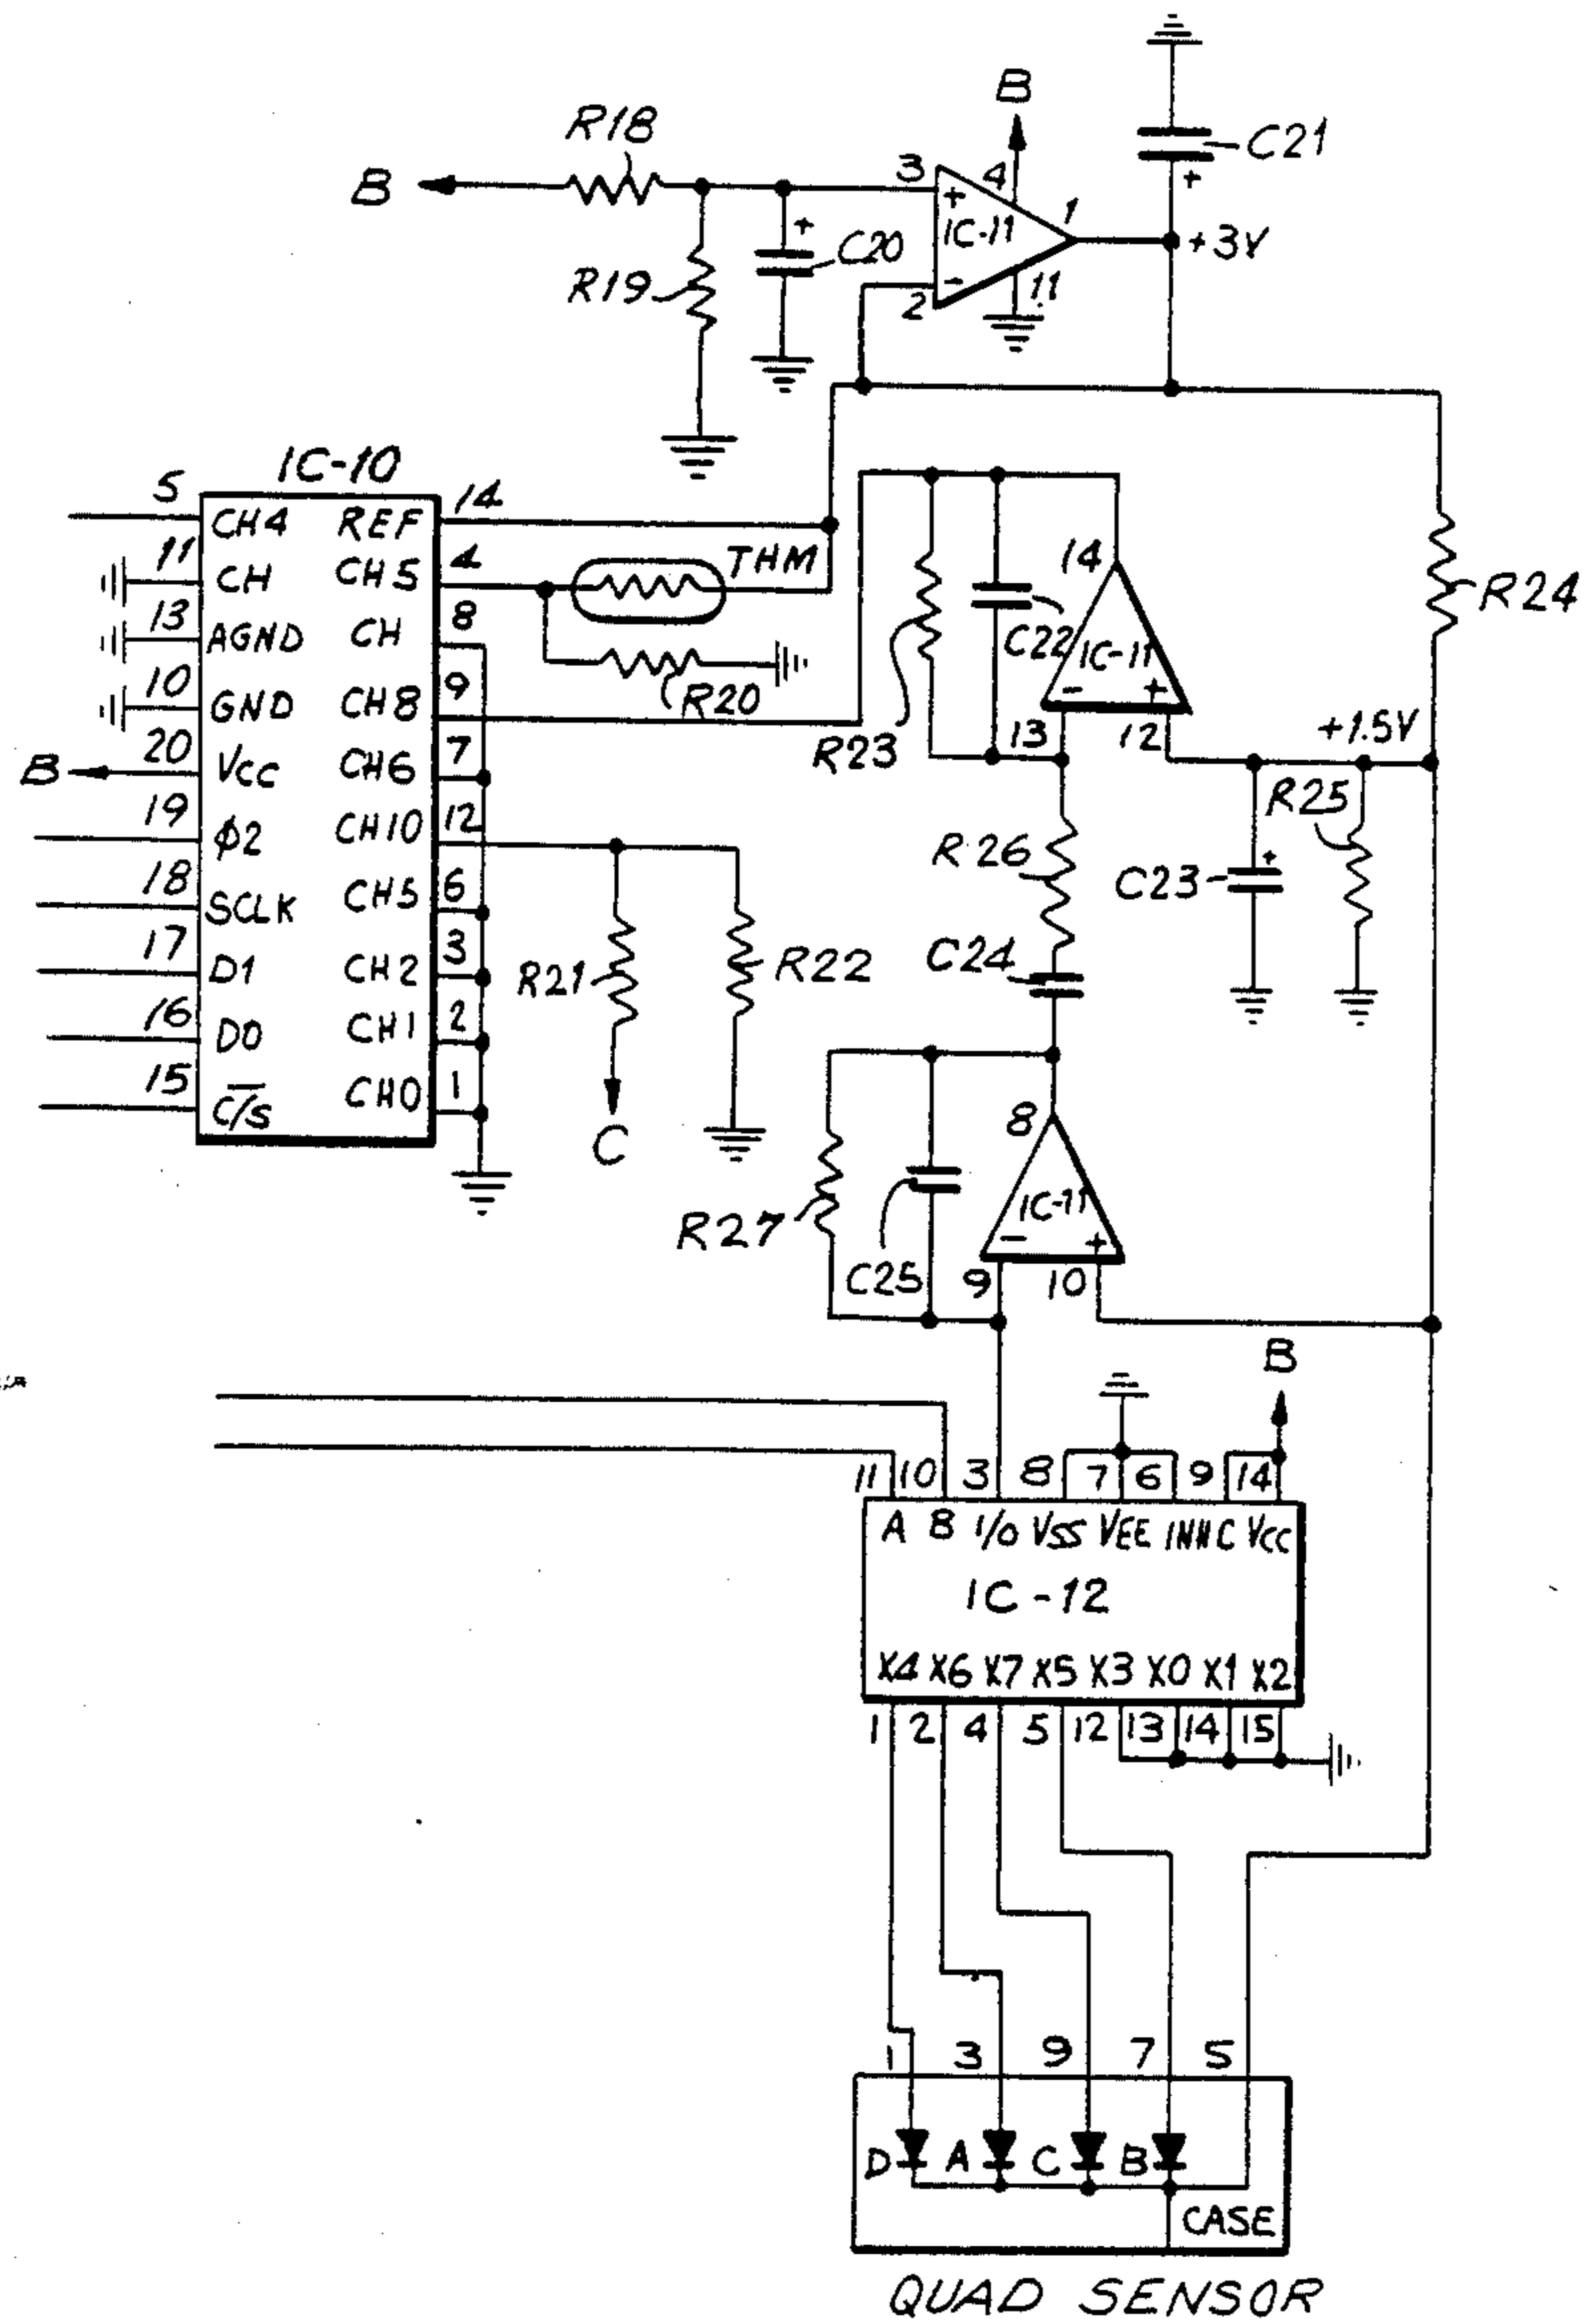 B
C21
R18
B
3
4
+
1
IC-11
+3V
+
+
C20
R19
-
2
11
IC-10
5
CH4
REF
14
11
CH
CH5
4
THM
13
AGND
CH
8
R20
10
GND
CH8
9
B
20
VCC
CH6
7
19
φ2
CH10
12
18
SCLK
CH5
6
17
D1
CH2
3
16
D0
CH1
2
15
C̅/̅S̅
CH0
1
R21
R22
C
14
C22
IC-11
-
+
R23
13
12
R24
+1.5V
R25
R26
C23
+
C24
8
IC-11
-
+
R27
C25
9
10
B
11
10
3
8
7
6
9
14
A
B
I/O
VSS
VEE
INH
C
VCC
IC-12
X4
X6
X7
X5
X3
X0
X1
X2
1
2
4
5
12
13
14
15
1
3
9
7
5
D
A
C
B
CASE
QUAD SENSOR